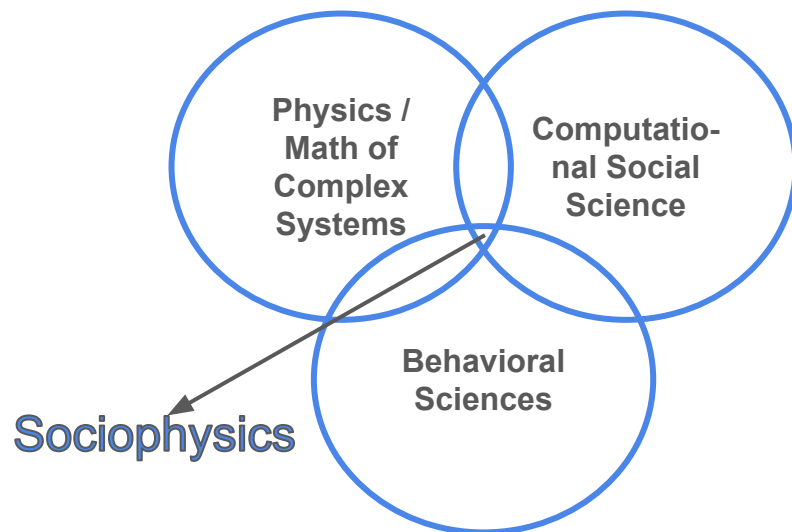 Physics /
Math of
Complex
Systems
Computatio-
nal Social
Science
Behavioral
Sciences
Sociophysics